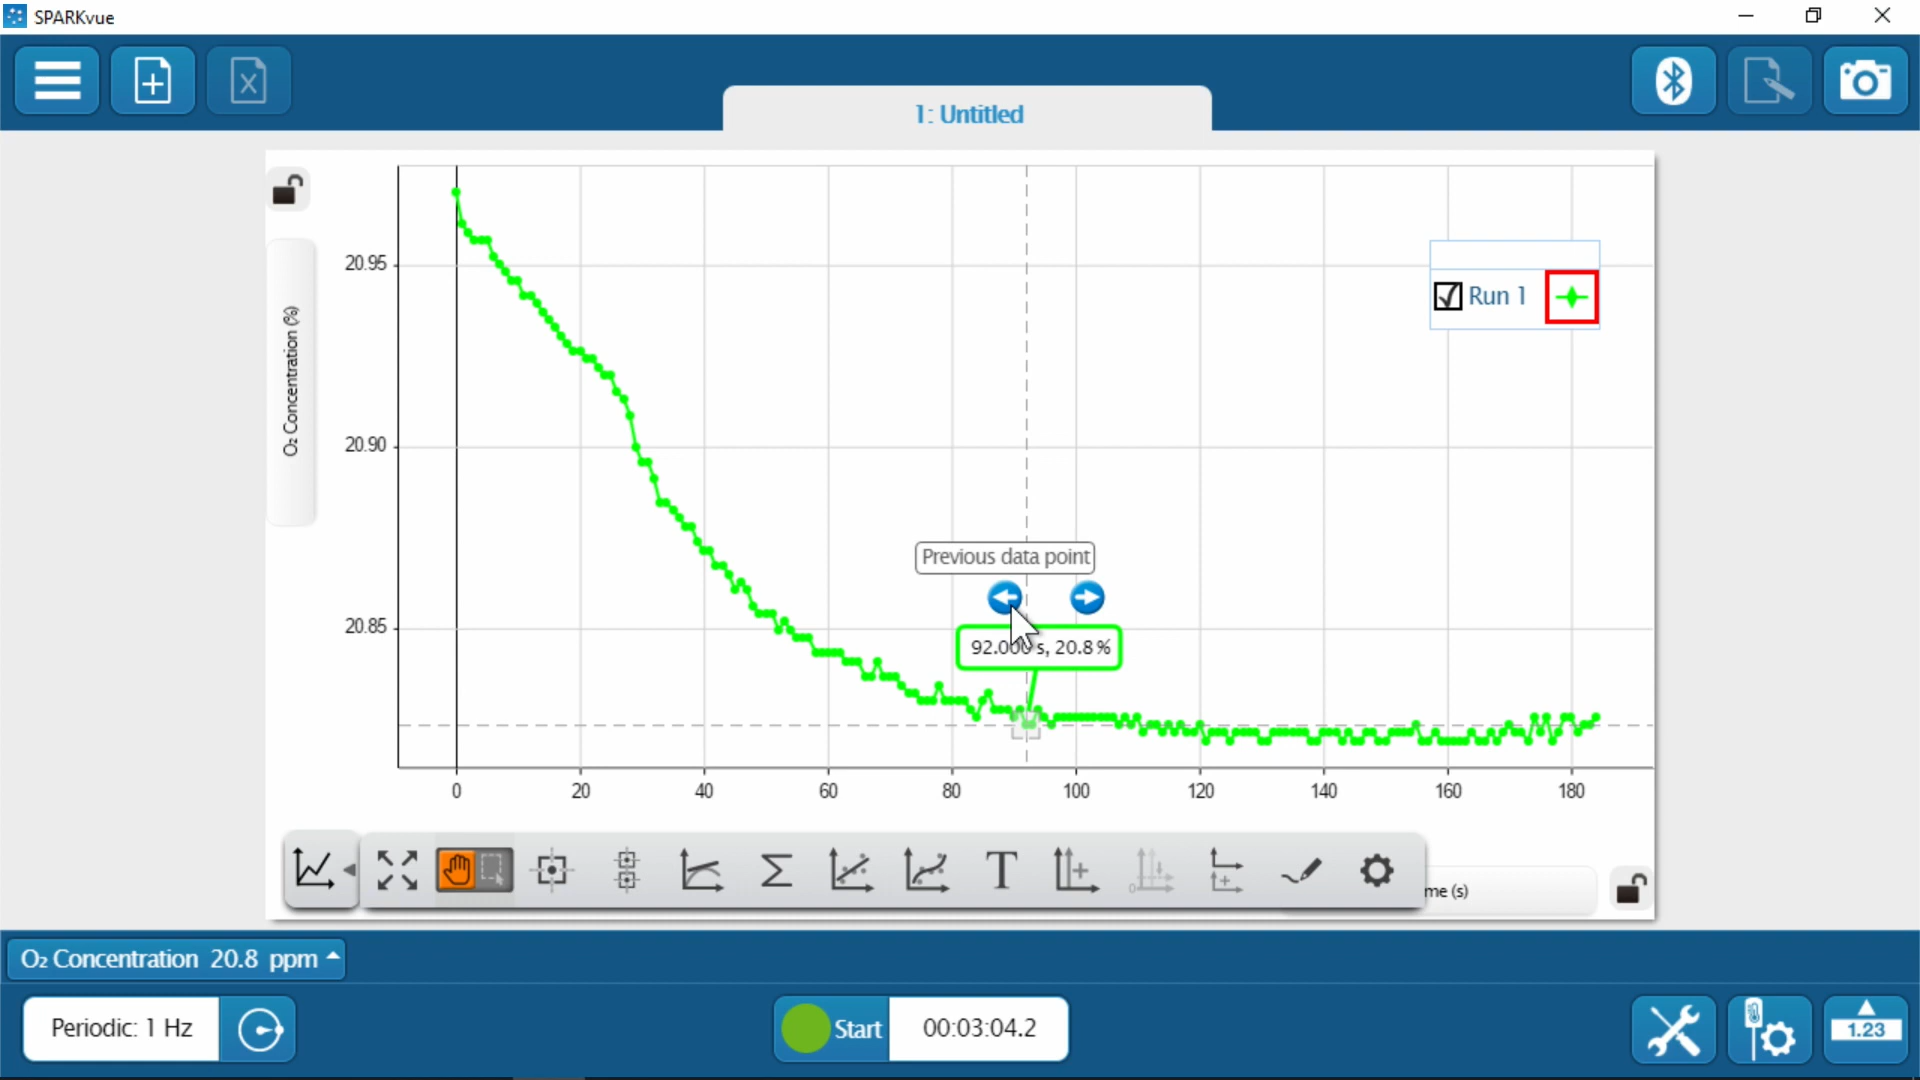 SPARKvue
1: Untitled
20.95
20.90
20.85
O₂ Concentration (%)
Run 1
Previous data point
92.000 s, 20.8%
0 20 40 60 80 100 120 140 160 180
Σ
T
me (s)
O₂ Concentration 20.8 ppm
Periodic: 1 Hz
Start
00:03:04.2
1.23